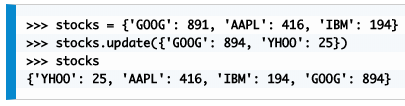 >>> stocks = {'GOOG': 891, 'AAPL': 416, 'IBM': 194}
>>> stocks.update({'GOOG': 894, 'YHOO': 25})
>>> stocks
{'YHOO': 25, 'AAPL': 416, 'IBM': 194, 'GOOG': 894}